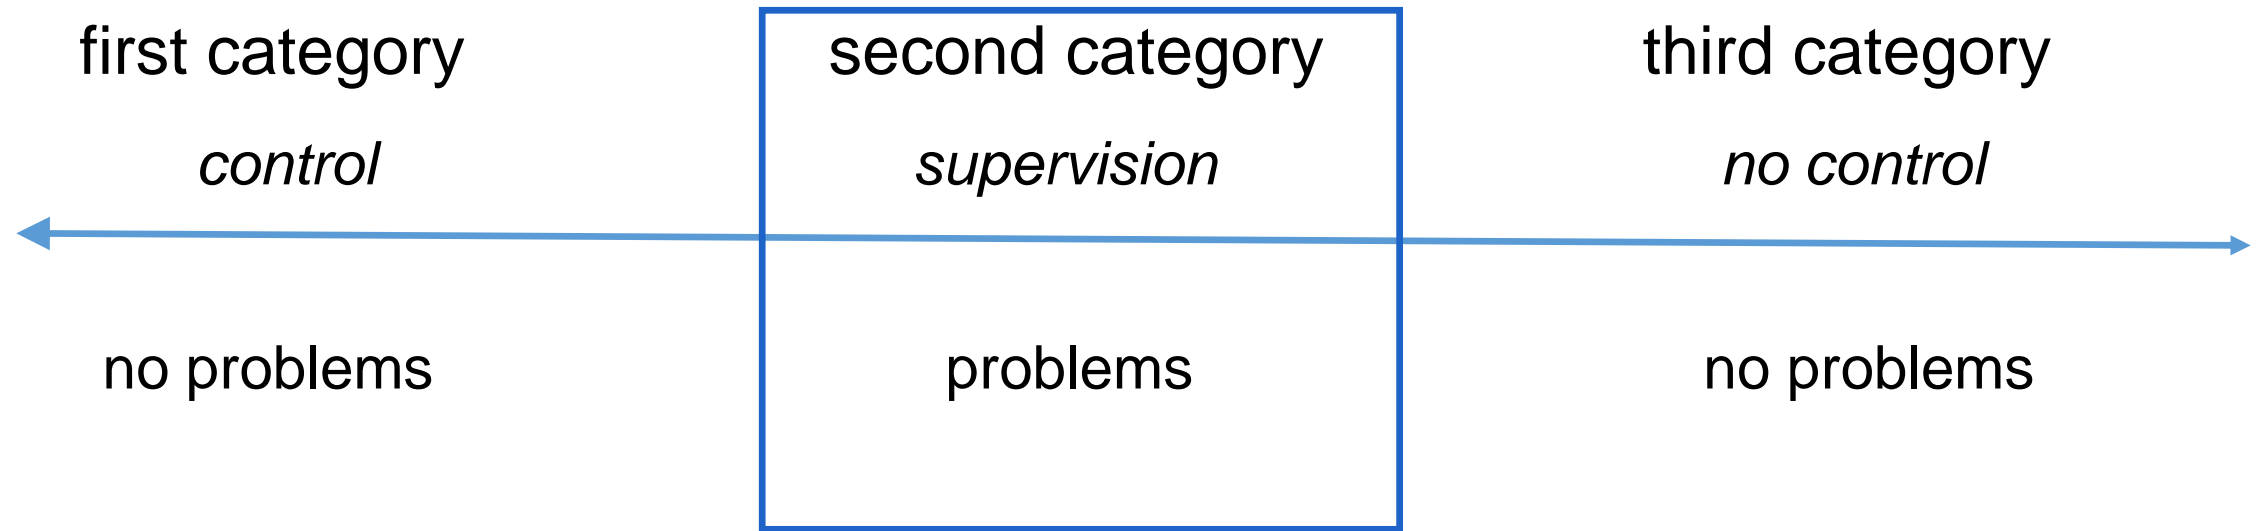 first category second category third category
control supervision no control
no problems problems no problems